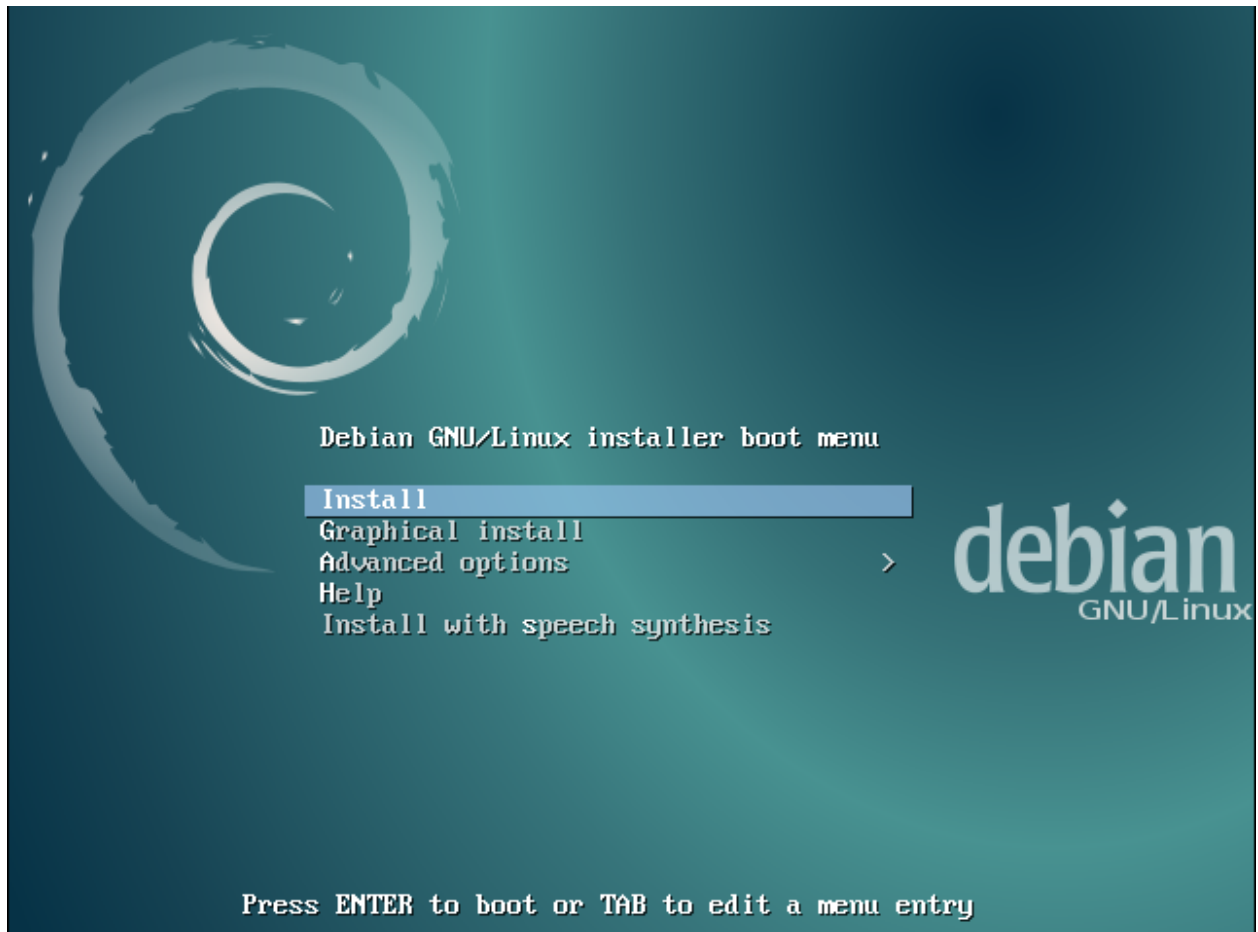 Debian GNU/Linux installer boot menu
Install
Graphical install
Advanced options >
Help
Install with speech synthesis
debian
GNU/Linux
Press ENTER to boot or TAB to edit a menu entry